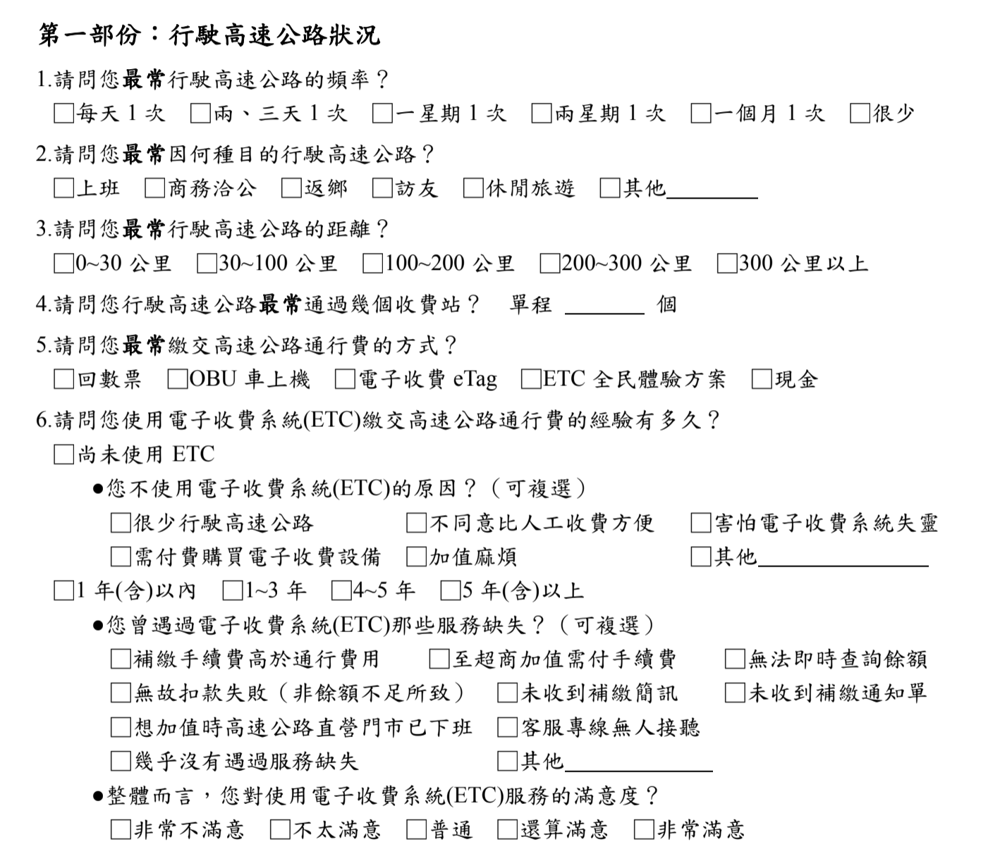 第一部份：行駛高速公路狀況
1.請問您最常行駛高速公路的頻率？
□每天 1 次 □兩、三天 1 次 □一星期 1 次 □兩星期 1 次 □一個月 1 次 □很少
2.請問您最常因何種目的行駛高速公路？
□上班 □商務洽公 □返鄉 □訪友 □休閒旅遊 □其他________
3.請問您最常行駛高速公路的距離？
□0~30 公里 □30~100 公里 □100~200 公里 □200~300 公里 □300 公里以上
4.請問您行駛高速公路最常通過幾個收費站？ 單程 _______ 個
5.請問您最常繳交高速公路通行費的方式？
□回數票 □OBU 車上機 □電子收費 eTag □ETC 全民體驗方案 □現金
6.請問您使用電子收費系統(ETC)繳交高速公路通行費的經驗有多久？
□尚未使用 ETC
●您不使用電子收費系統(ETC)的原因？（可複選）
□很少行駛高速公路 □不同意比人工收費方便 □害怕電子收費系統失靈
□需付費購買電子收費設備 □加值麻煩 □其他_______________
□1 年(含)以內 □1~3 年 □4~5 年 □5 年(含)以上
●您曾遇過電子收費系統(ETC)那些服務缺失？（可複選）
□補繳手續費高於通行費用 □至超商加值需付手續費 □無法即時查詢餘額
□無故扣款失敗（非餘額不足所致） □未收到補繳簡訊 □未收到補繳通知單
□想加值時高速公路直營門市已下班 □客服專線無人接聽
□幾乎沒有遇過服務缺失 □其他_____________
●整體而言，您對使用電子收費系統(ETC)服務的滿意度？
□非常不滿意 □不太滿意 □普通 □還算滿意 □非常滿意